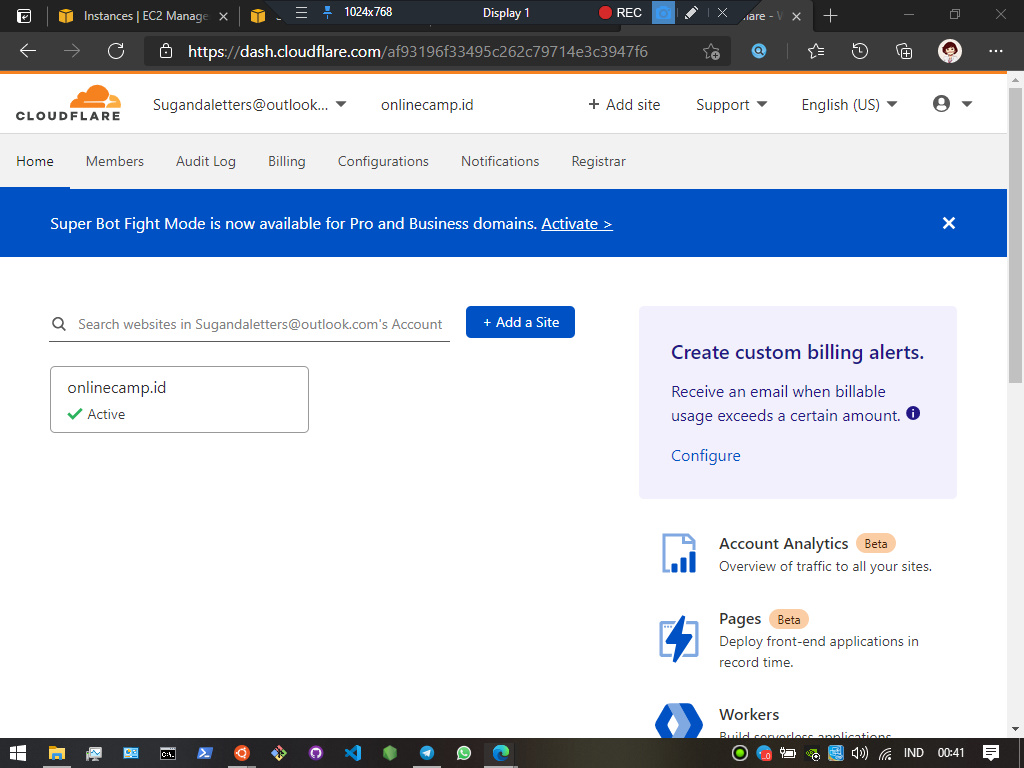 Instances | EC2 Manage
1024x768
Display 1
REC
https://dash.cloudflare.com/af93196f33495c262c79714e3c3947f6
CLOUDFLARE
Sugandaletters@outlook...
onlinecamp.id
+ Add site
Support
English (US)
Home
Members
Audit Log
Billing
Configurations
Notifications
Registrar
Super Bot Fight Mode is now available for Pro and Business domains. Activate >
Search websites in Sugandaletters@outlook.com's Account
+ Add a Site
onlinecamp.id
Active
Create custom billing alerts.
Receive an email when billable
usage exceeds a certain amount.
Configure
Account Analytics Beta
Overview of traffic to all your sites.
Pages Beta
Deploy front-end applications in
record time.
Workers
Build serverless applications
IND
00:41